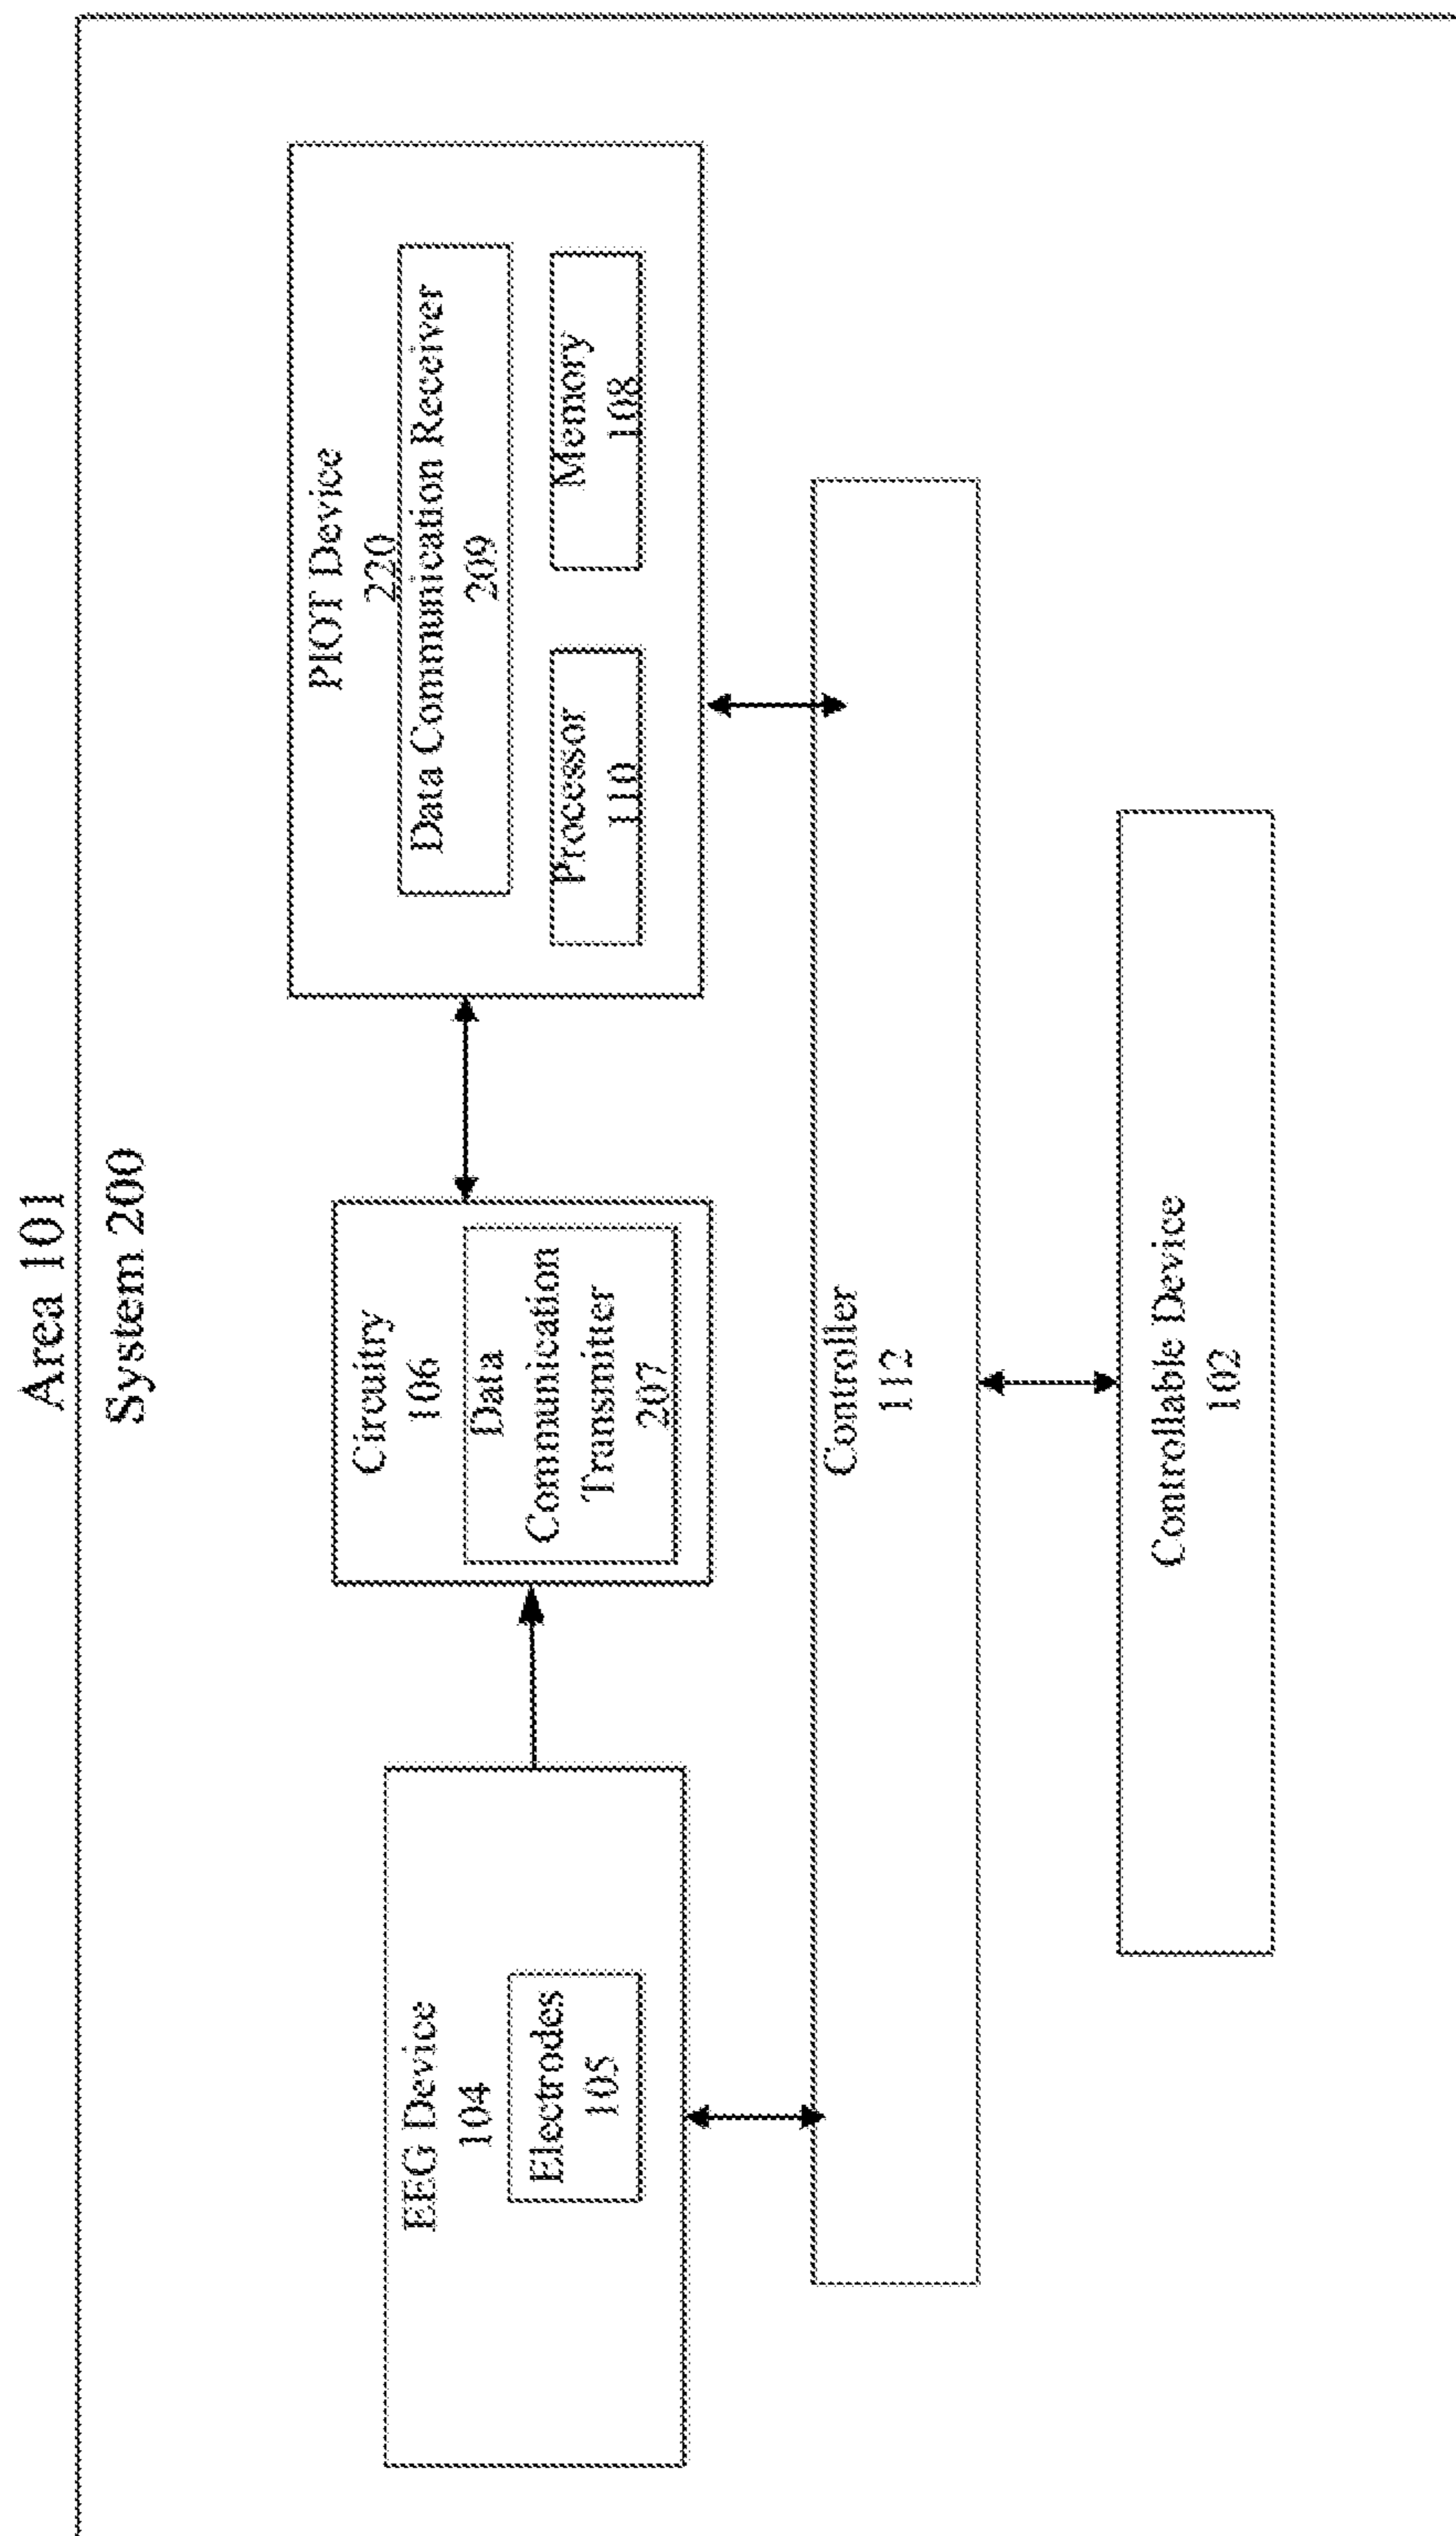 Area 101
System 200
EEG Device
104
Electrodes
105
Circuitry
106
Data
Communication
Transmitter
207
PIOT Device
220
Data Communication Receiver
209
Processor
110
Memory
108
Controller
112
Controllable Device
102